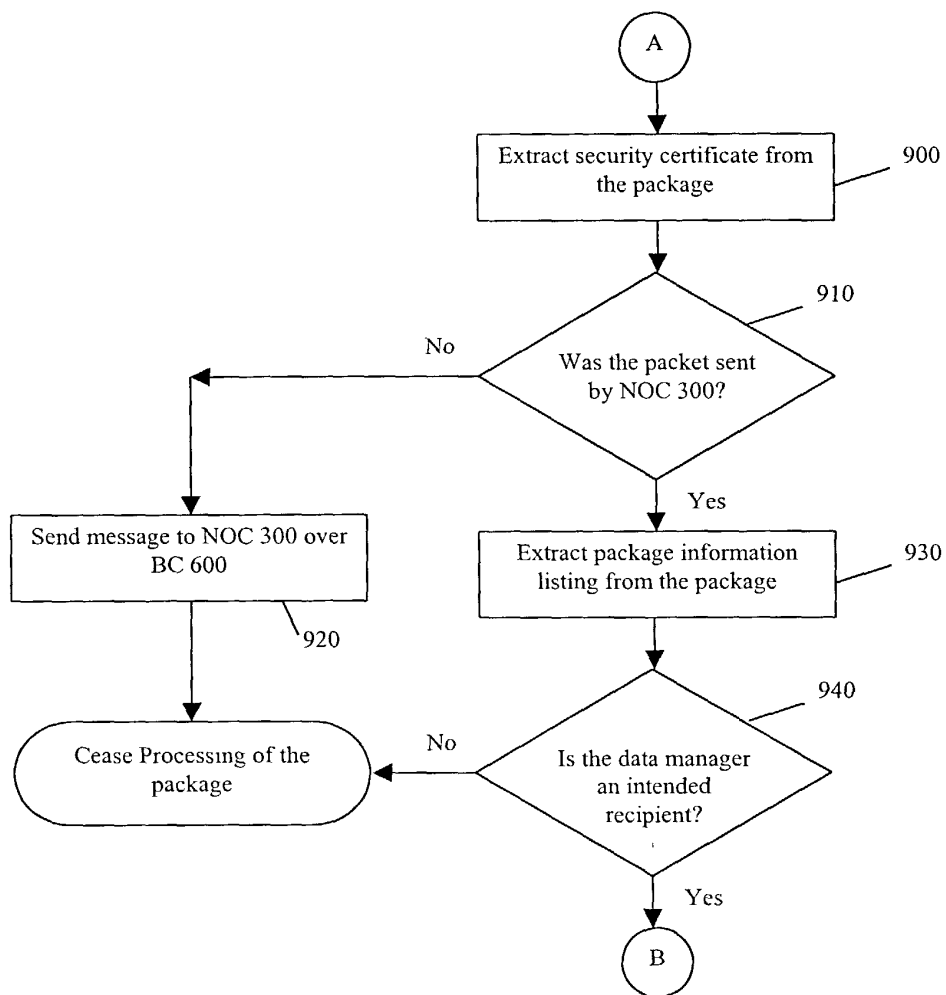 A
Extract security certificate from
the package
900
910
No
Was the packet sent
by NOC 300?
Yes
Send message to NOC 300 over
BC 600
920
Extract package information
listing from the package
930
940
Cease Processing of the
package
No
Is the data manager
an intended
recipient?
Yes
B